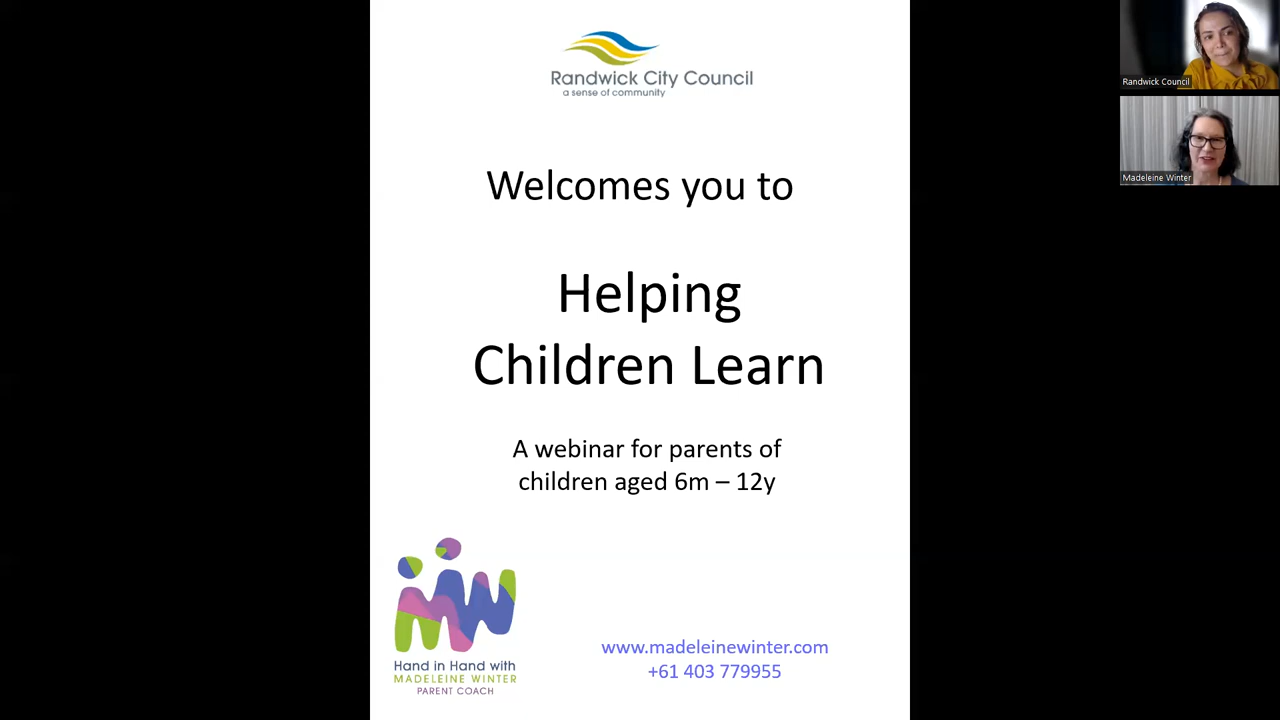 Randwick City Council
a sense of community
Welcomes you to
Helping
Children Learn
A webinar for parents of
children aged 6m – 12y
Hand in Hand with
MADELEINE WINTER
PARENT COACH
www.madeleinewinter.com
+61 403 779955
Randwick Council
Madeleine Winter